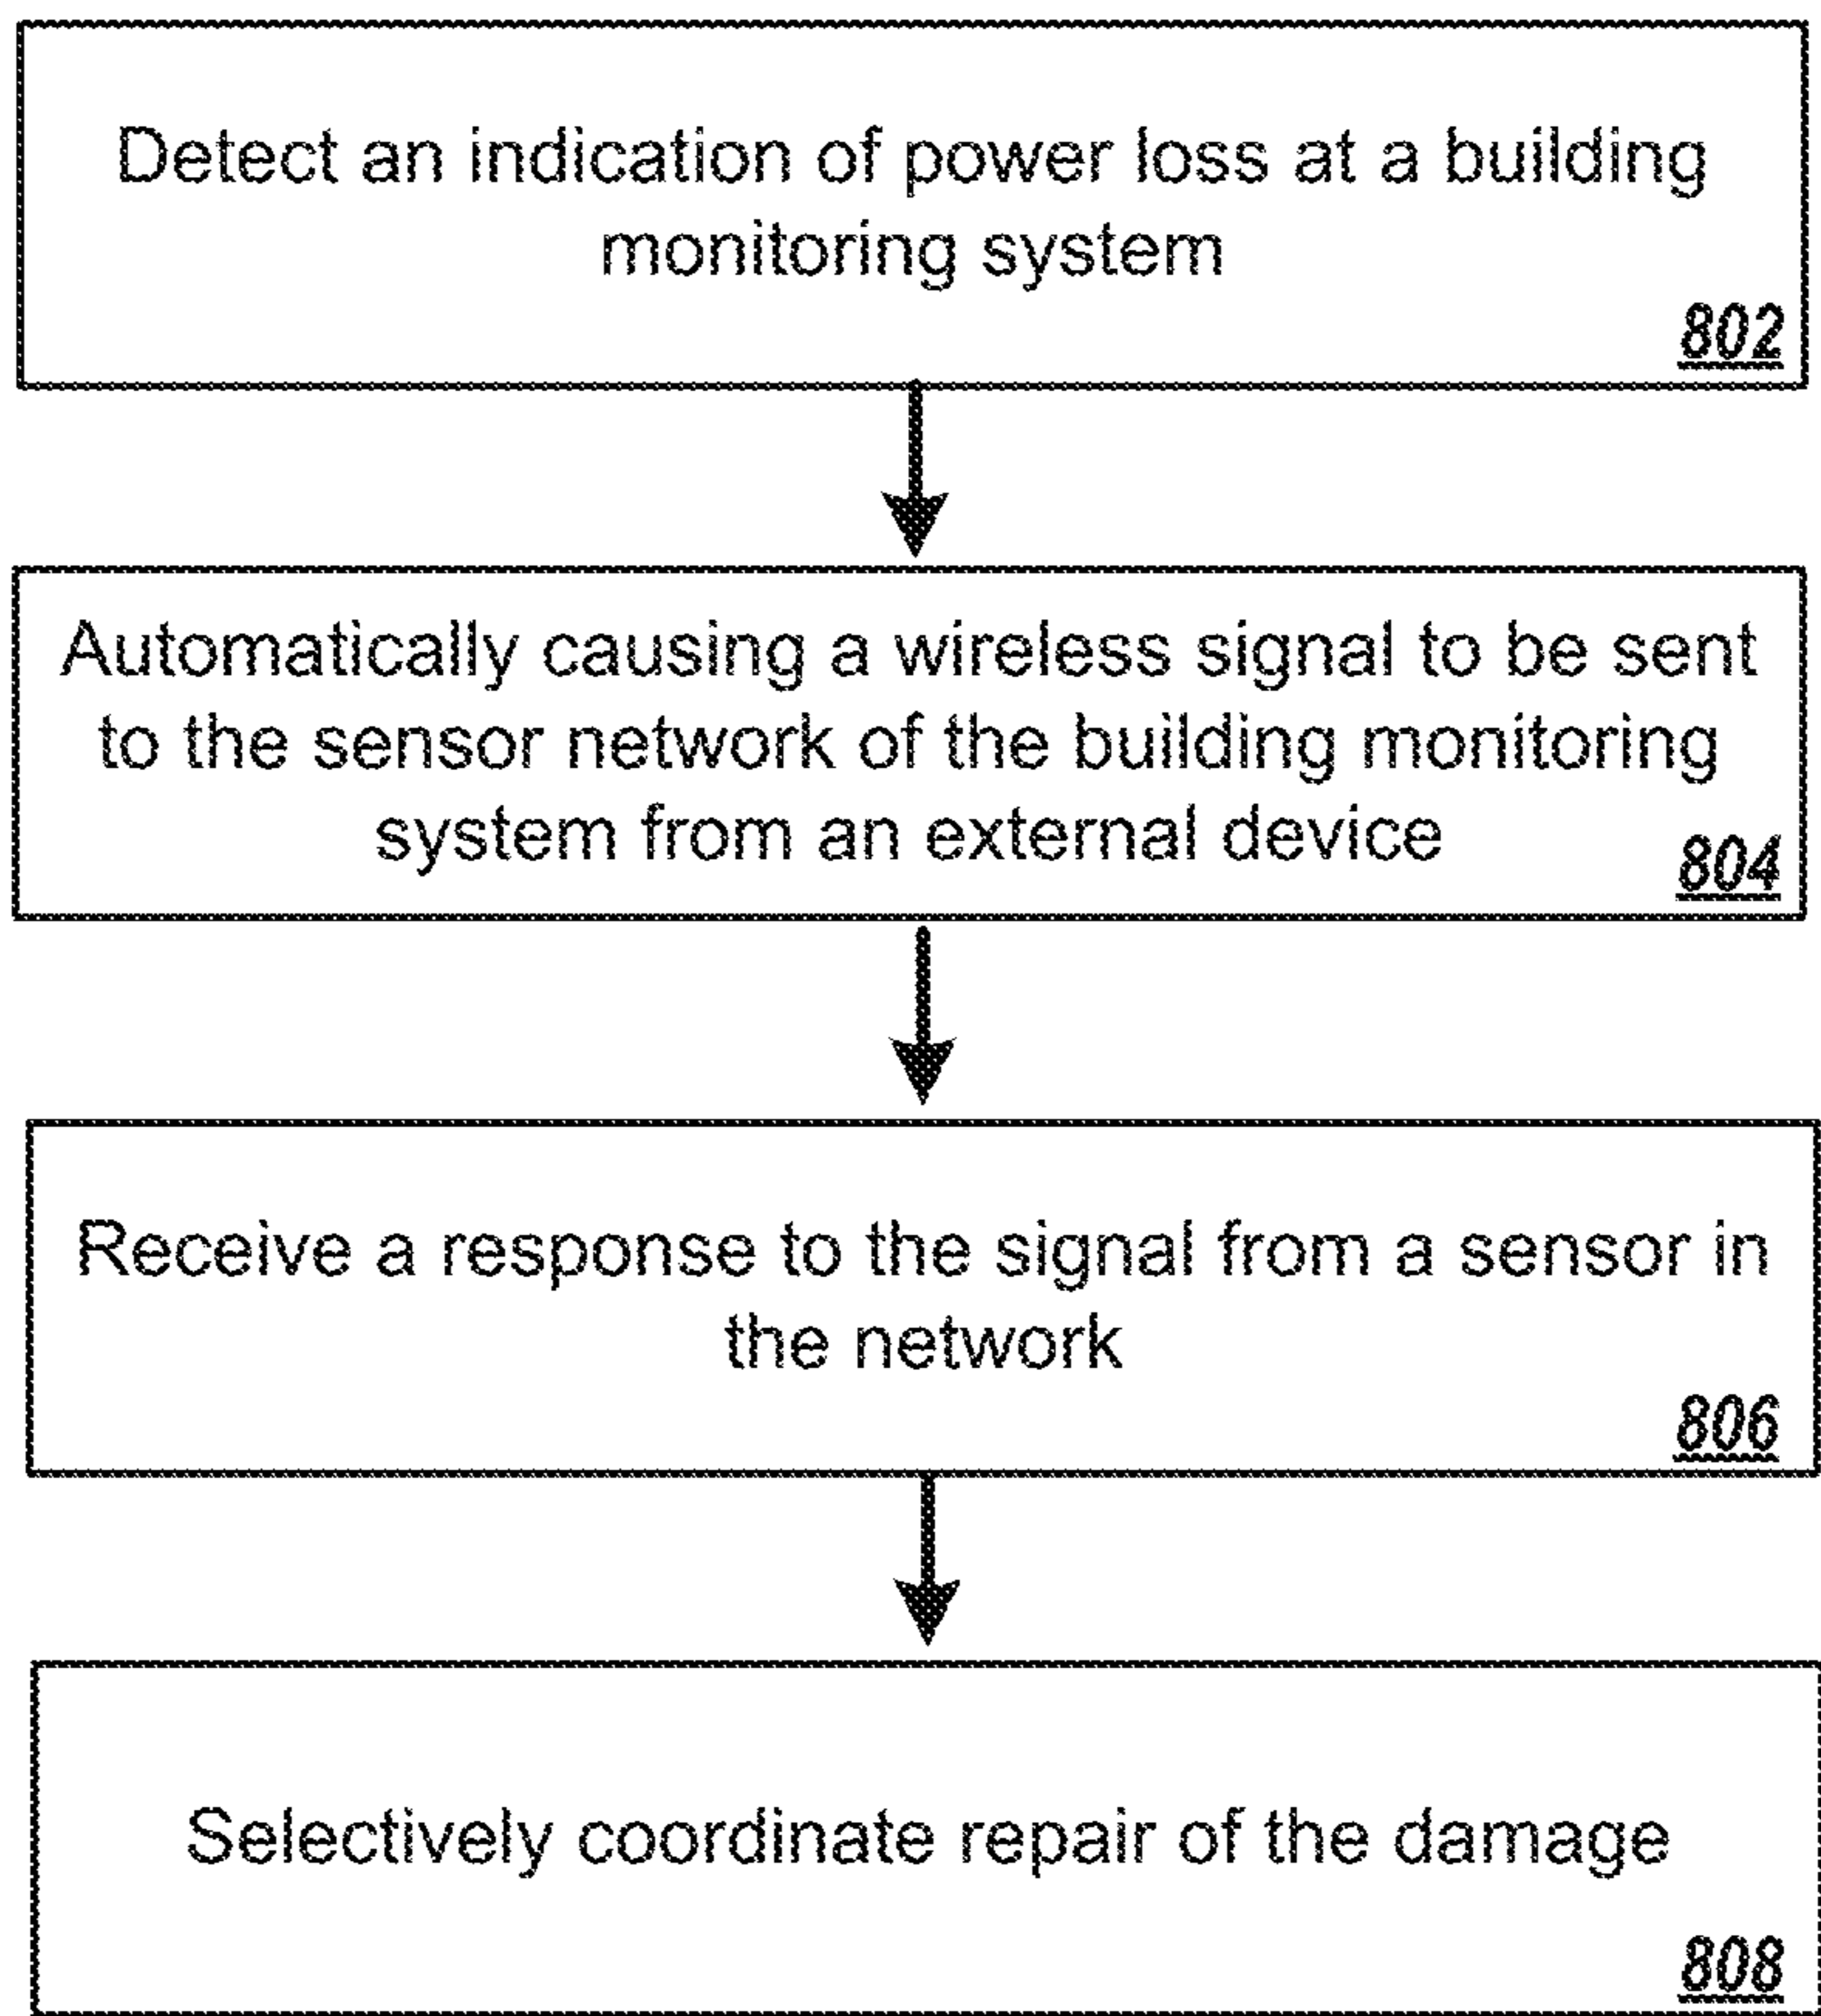 Detect an indication of power loss at a building
monitoring system
802
Automatically causing a wireless signal to be sent
to the sensor network of the building monitoring
system from an external device
804
Receive a response to the signal from a sensor in
the network
806
Selectively coordinate repair of the damage
808